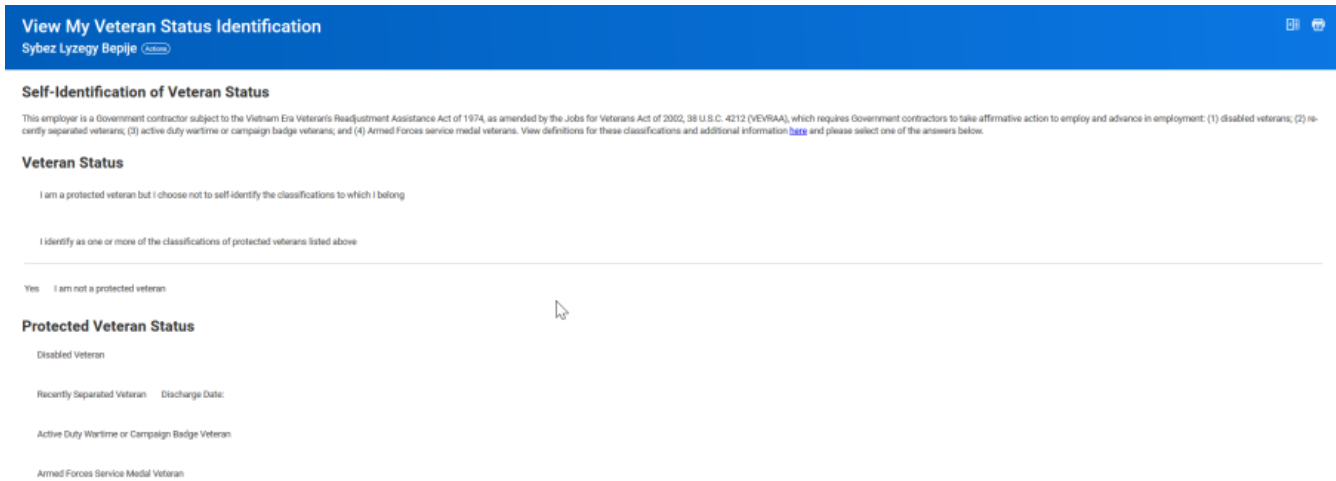 View My Veteran Status Identification
Sybez Lyzegy Bepije Actions
Self-Identification of Veteran Status
This employer is a Government contractor subject to the Vietnam Era Veteran's Readjustment Assistance Act of 1974, as amended by the Jobs for Veterans Act of 2002, 38 U.S.C. 4212 (VEVRAA), which requires Government contractors to take affirmative action to employ and advance in employment: (1) disabled veterans; (2) re-
cently separated veterans; (3) active duty wartime or campaign badge veterans; and (4) Armed Forces service medal veterans. View definitions for these classifications and additional information here and please select one of the answers below.
Veteran Status
I am a protected veteran but I choose not to self-identify the classifications to which I belong
I identify as one or more of the classifications of protected veterans listed above
Yes I am not a protected veteran
Protected Veteran Status
Disabled Veteran
Recently Separated Veteran Discharge Date:
Active Duty Wartime or Campaign Badge Veteran
Armed Forces Service Medal Veteran